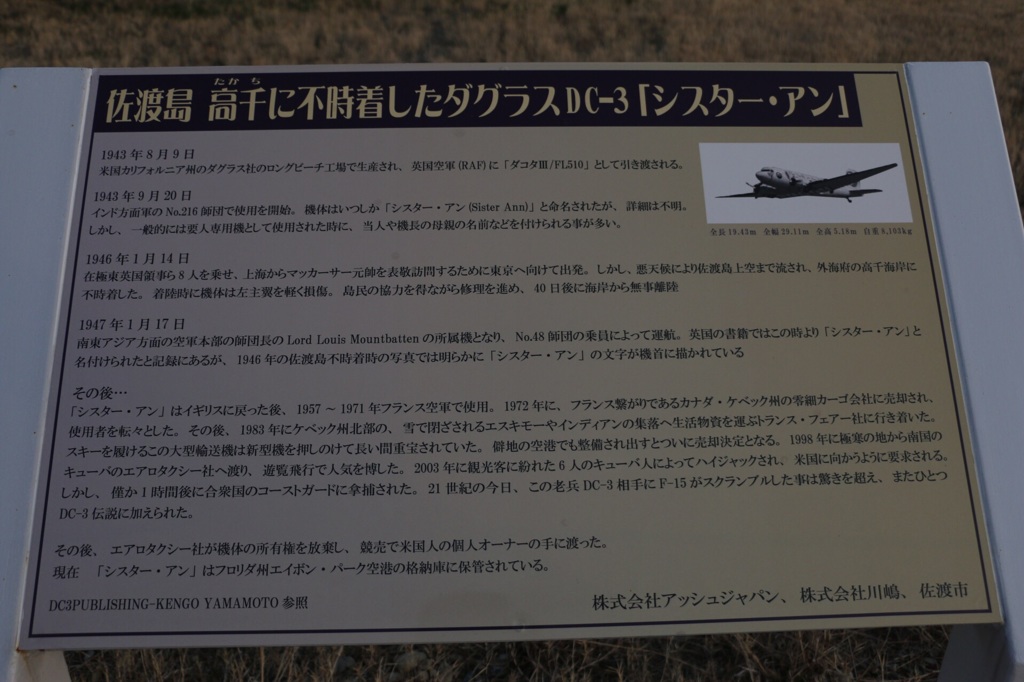 たかち
佐渡島 高千に不時着したダグラスDC-3「シスター・アン」
1943年8月9日
米国カリフォルニア州のダグラス社のロングビーチ工場で生産され、英国空軍(RAF)に「ダコタⅢ/FL510」として引き渡される。
1943年9月20日
インド方面軍のNo.216師団で使用を開始。機体はいつしか「シスター・アン(Sister Ann)」と命名されたが、詳細は不明。
しかし、一般的には要人専用機として使用された時に、当人や機長の母親の名前などを付けられる事が多い。
全長19.43m 全幅29.11m 全高5.18m 自重8,103kg
1946年1月14日
在極東英国領事ら8人を乗せ、上海からマッカーサー元帥を表敬訪問するために東京へ向けて出発。しかし、悪天候により佐渡島上空まで流され、外海府の高千海岸に
不時着した。着陸時に機体は左主翼を軽く損傷。島民の協力を得ながら修理を進め、40日後に海岸から無事離陸
1947年1月17日
南東アジア方面の空軍本部の師団長のLord Louis Mountbattenの所属機となり、No.48師団の乗員によって運航。英国の書籍ではこの時より「シスター・アン」と
名付けられたと記録にあるが、1946年の佐渡島不時着時の写真では明らかに「シスター・アン」の文字が機首に描かれている
その後…
「シスター・アン」はイギリスに戻った後、1957~1971年フランス空軍で使用。1972年に、フランス繋がりであるカナダ・ケベック州の零細カーゴ会社に売却され、
使用者を転々とした。その後、1983年にケベック州北部の、雪で閉ざされるエスキモーやインディアンの集落へ生活物資を運ぶトランス・フェアー社に行き着いた。
スキーを履けるこの大型輸送機は新型機を押しのけて長い間重宝されていた。僻地の空港でも整備され出すとついに売却決定となる。1998年に極寒の地から南国の
キューバのエアロタクシー社へ渡り、遊覧飛行で人気を博した。2003年に観光客に紛れた6人のキューバ人によってハイジャックされ、米国に向かうように要求される。
しかし、僅か1時間後に合衆国のコーストガードに拿捕された。21世紀の今日、この老兵DC-3相手にF-15がスクランブルした事は驚きを超え、またひとつ
DC-3伝説に加えられた。
その後、エアロタクシー社が機体の所有権を放棄し、競売で米国人の個人オーナーの手に渡った。
現在 「シスター・アン」はフロリダ州エイボン・パーク空港の格納庫に保管されている。
DC3PUBLISHING-KENGO YAMAMOTO 参照
株式会社アッシュジャパン、株式会社川嶋、佐渡市